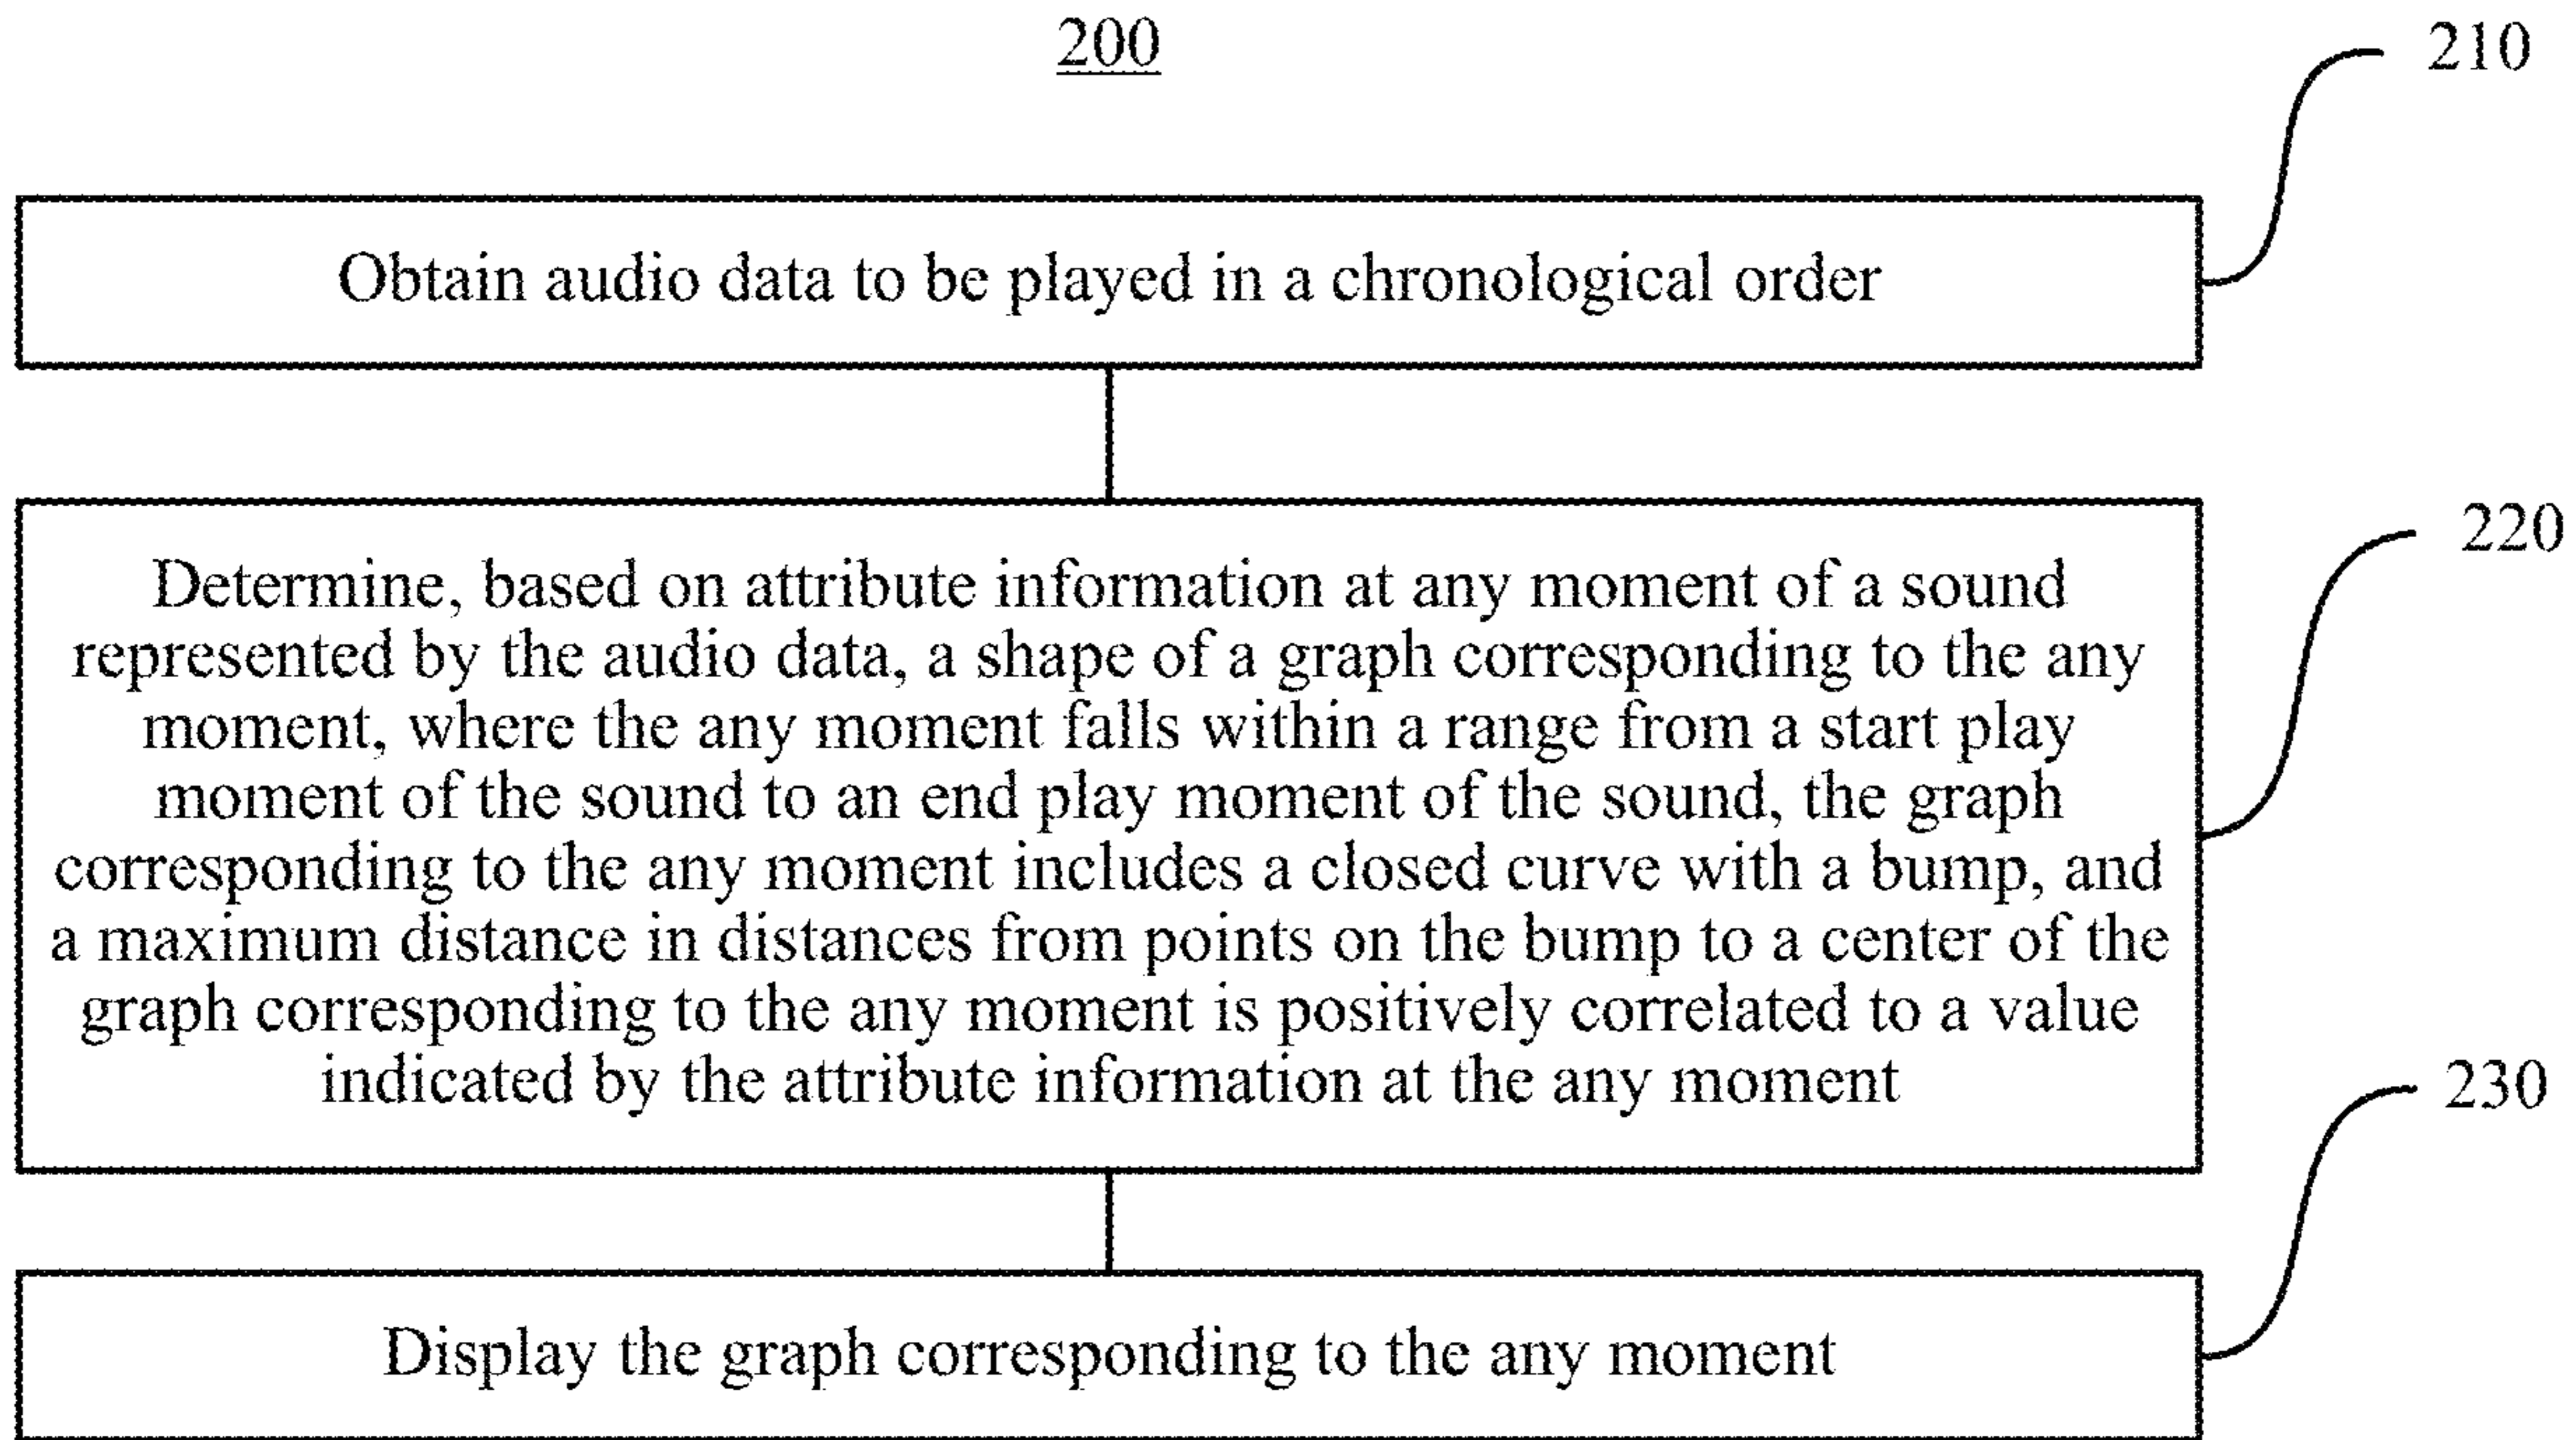 200
210
Obtain audio data to be played in a chronological order
220
Determine, based on attribute information at any moment of a sound
represented by the audio data, a shape of a graph corresponding to the any
moment, where the any moment falls within a range from a start play
moment of the sound to an end play moment of the sound, the graph
corresponding to the any moment includes a closed curve with a bump, and
a maximum distance in distances from points on the bump to a center of the
graph corresponding to the any moment is positively correlated to a value
indicated by the attribute information at the any moment
230
Display the graph corresponding to the any moment